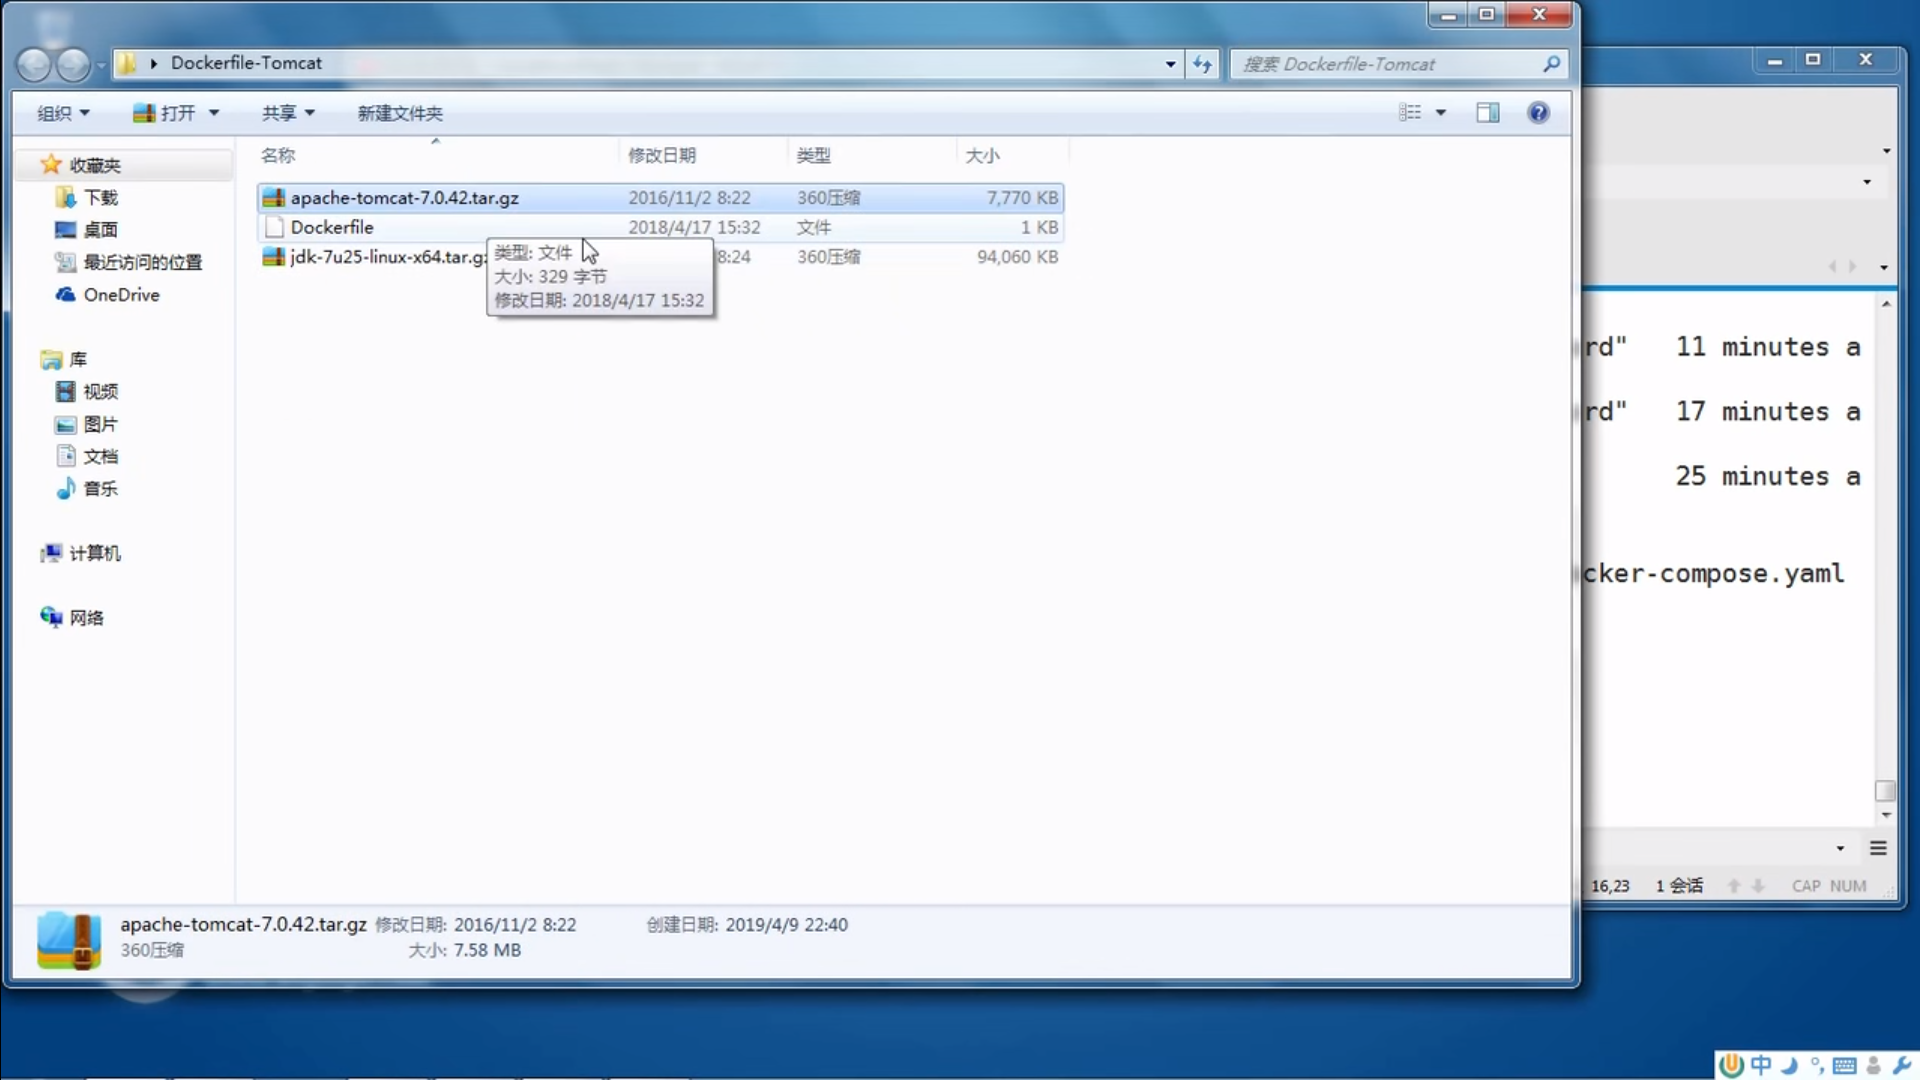 Dockerfile-Tomcat
搜索 Dockerfile-Tomcat
组织 打开 共享 新建文件夹
名称 修改日期 类型 大小
收藏夹
下载
桌面
最近访问的位置
OneDrive
库
视频
图片
文档
音乐
计算机
网络
apache-tomcat-7.0.42.tar.gz 2016/11/2 8:22 360压缩 7,770 KB
Dockerfile 2018/4/17 15:32 文件 1 KB
jdk-7u25-linux-x64.tar.gz 8:24 360压缩 94,060 KB
类型: 文件
大小: 329 字节
修改日期: 2018/4/17 15:32
rd" 11 minutes a
rd" 17 minutes a
25 minutes a
cker-compose.yaml
16,23 1 会话 CAP NUM
apache-tomcat-7.0.42.tar.gz 修改日期: 2016/11/2 8:22 创建日期: 2019/4/9 22:40
360压缩 大小: 7.58 MB
中